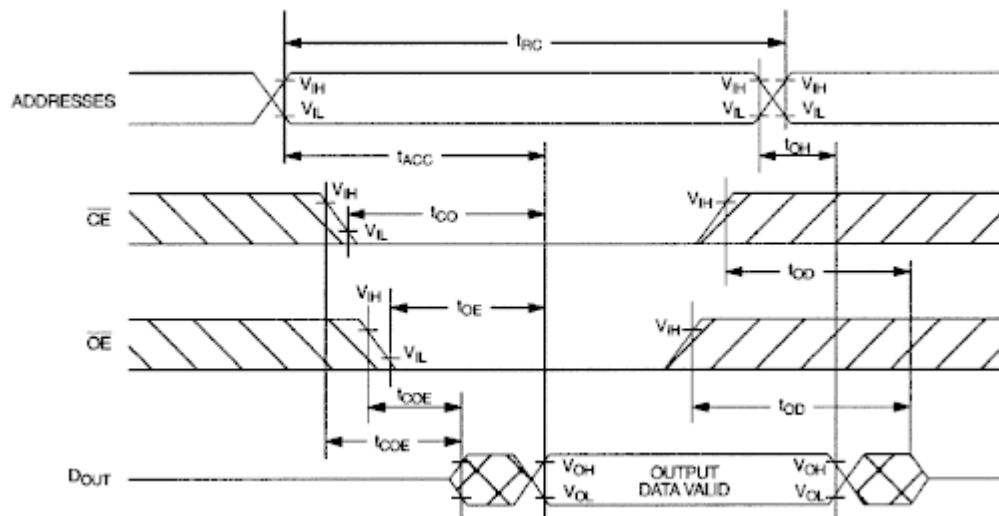 tRC
ADDRESSES
VIH
VIL
VIH
VIL
VIH
VIL
tACC
tOH
CE
VIH
VIL
tCO
VIH
tOD
OE
VIH
VIL
tOE
VIH
tCOE
tOD
tCOE
DOUT
VOH
VOL
OUTPUT
DATA VALID
VOH
VOL